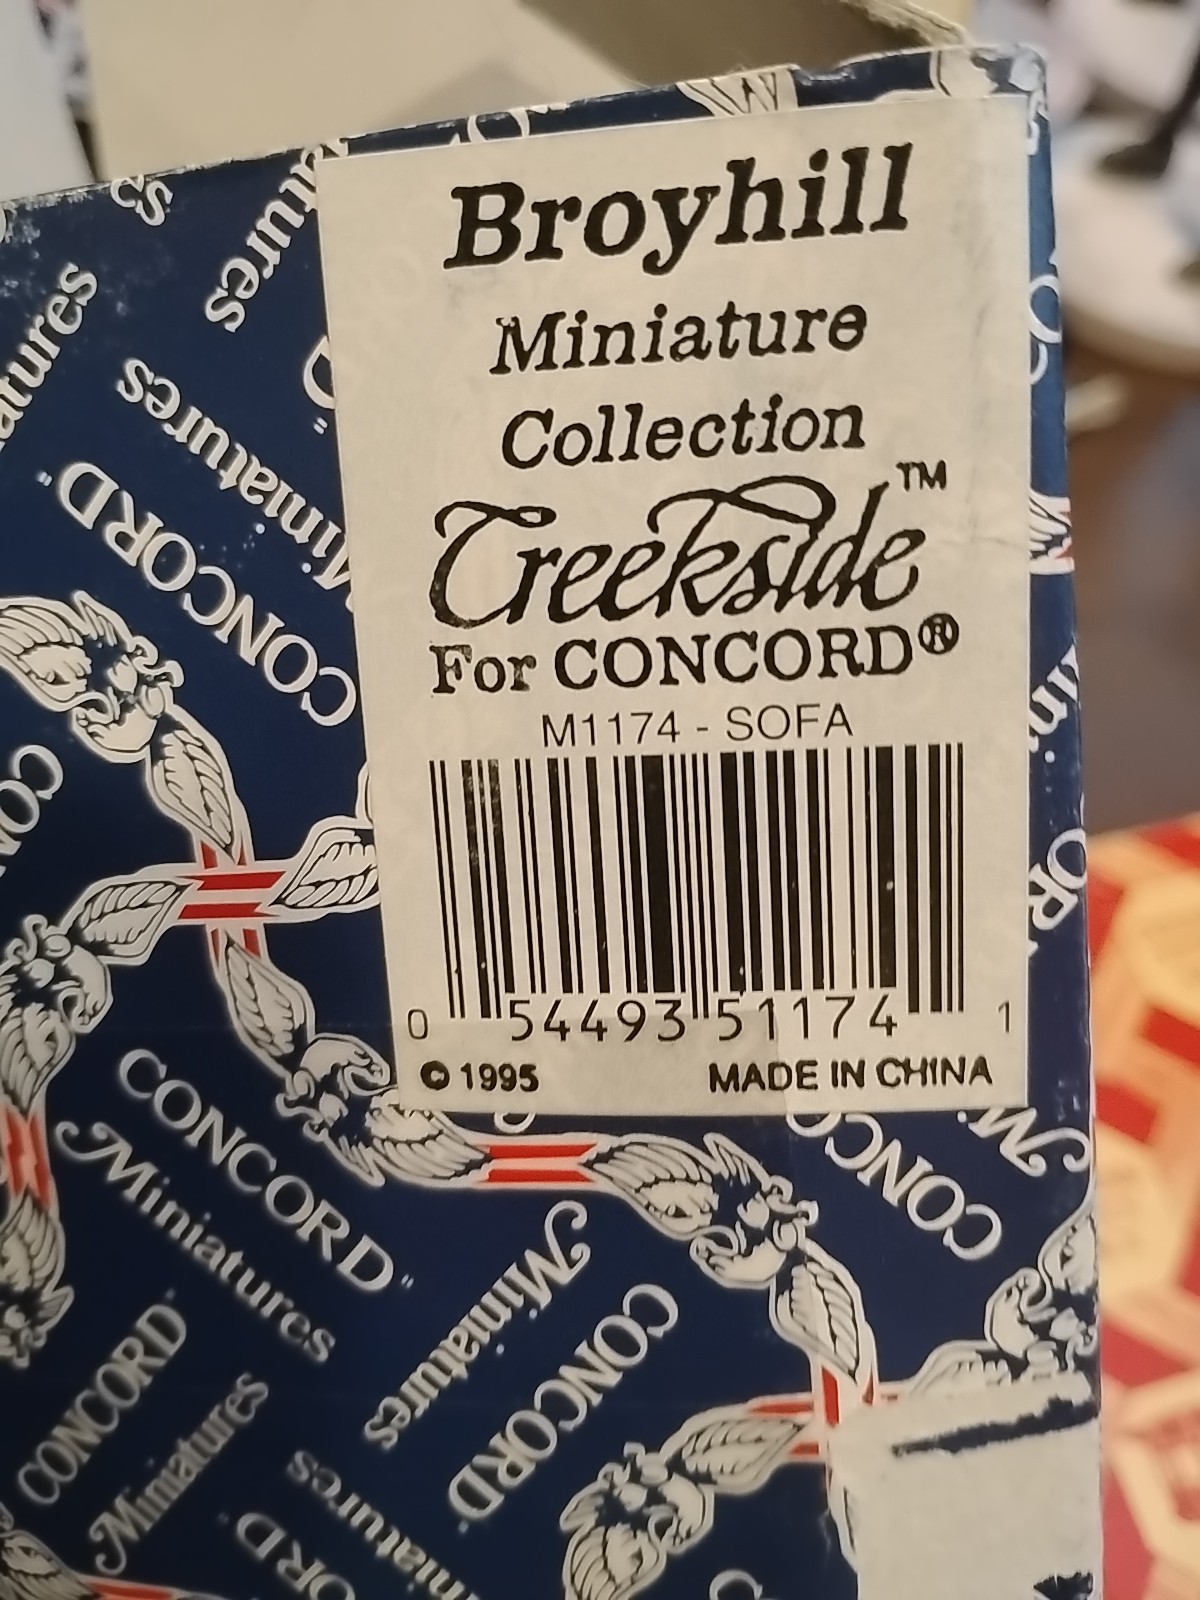 Broyhill
Miniature
Collection
Creekside™
For CONCORD®
M1174 - SOFA
0 54493 51174 1
© 1995 MADE IN CHINA
Miniatures
CONCORD
CONCORD
Miniatures
Miniatures
CONCORD
CONCORD
Miniatures